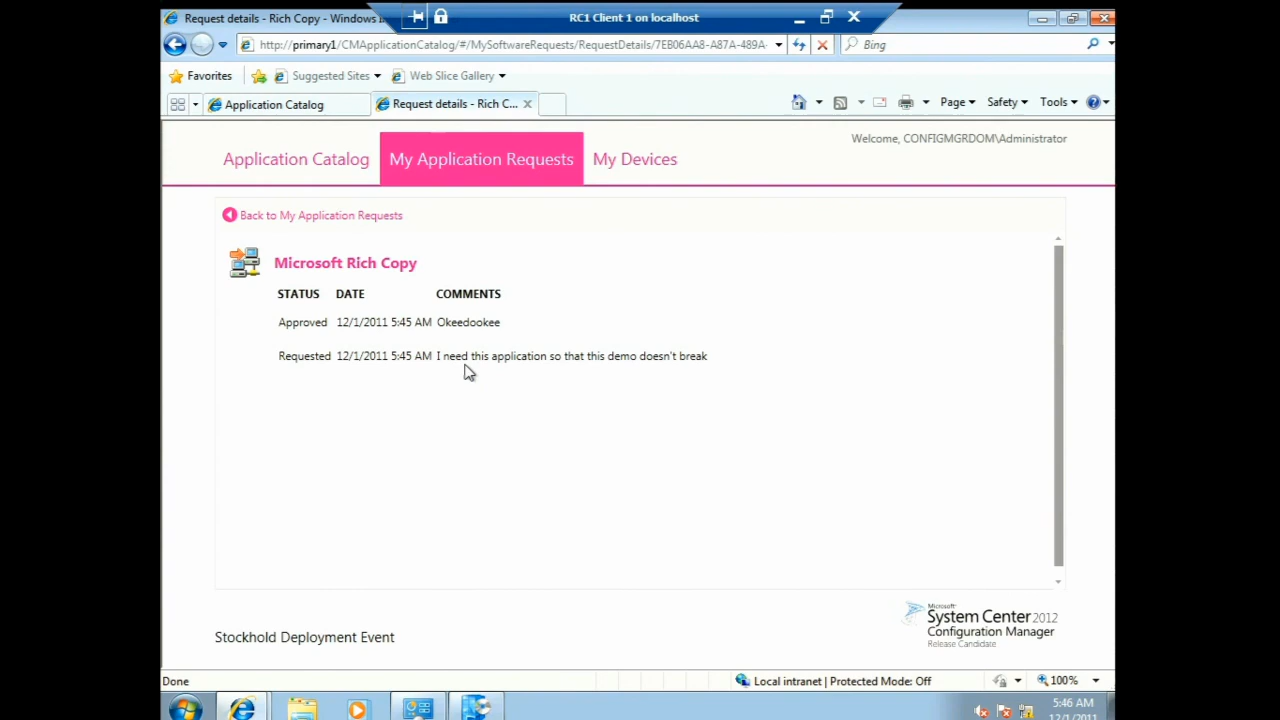 Request details - Rich Copy - Windows In
RC1 Client 1 on localhost
http://primary1/CMApplicationCatalog/#/MySoftwareRequests/RequestDetails/7EB06AA8-A87A-489A-
Bing
Favorites
Suggested Sites
Web Slice Gallery
Application Catalog
Request details - Rich C...
Page
Safety
Tools
Welcome, CONFIGMGRDOM\Administrator
Application Catalog
My Application Requests
My Devices
Back to My Application Requests
Microsoft Rich Copy
STATUS DATE COMMENTS
Approved 12/1/2011 5:45 AM Okeedookee
Requested 12/1/2011 5:45 AM I need this application so that this demo doesn't break
Microsoft
System Center 2012
Configuration Manager
Release Candidate
Stockhold Deployment Event
Done
Local intranet | Protected Mode: Off
100%
5:46 AM
12/1/2011